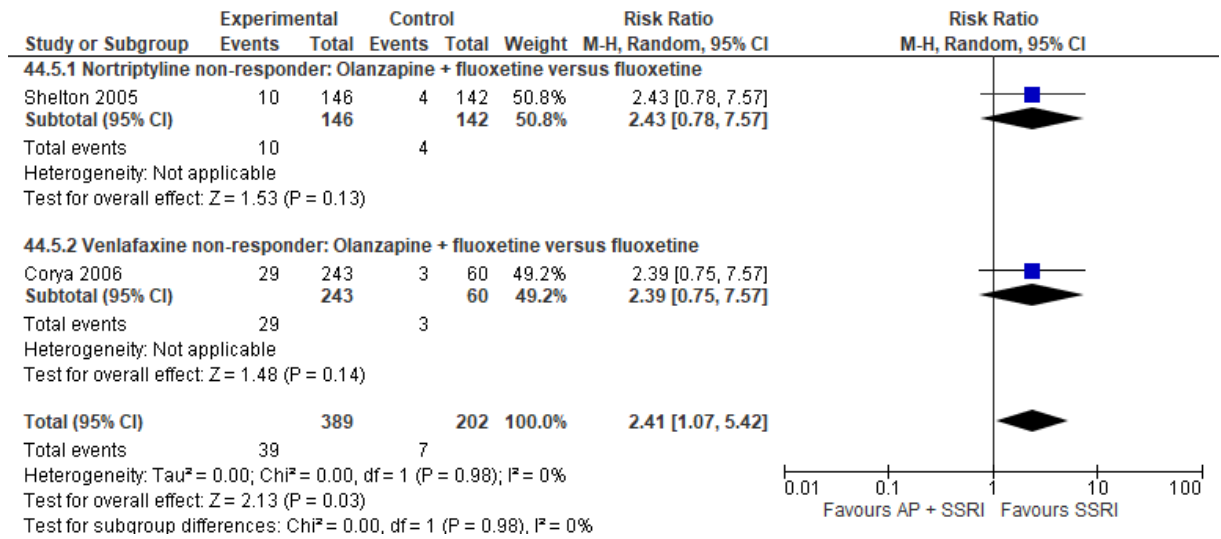 Experimental Control Risk Ratio Risk Ratio
Study or Subgroup Events Total Events Total Weight M-H, Random, 95% CI M-H, Random, 95% CI
44.5.1 Nortriptyline non-responder: Olanzapine + fluoxetine versus fluoxetine
Shelton 2005 10 146 4 142 50.8% 2.43 [0.78, 7.57]
Subtotal (95% CI) 146 142 50.8% 2.43 [0.78, 7.57]
Total events 10 4
Heterogeneity: Not applicable
Test for overall effect: Z = 1.53 (P = 0.13)
44.5.2 Venlafaxine non-responder: Olanzapine + fluoxetine versus fluoxetine
Corya 2006 29 243 3 60 49.2% 2.39 [0.75, 7.57]
Subtotal (95% CI) 243 60 49.2% 2.39 [0.75, 7.57]
Total events 29 3
Heterogeneity: Not applicable
Test for overall effect: Z = 1.48 (P = 0.14)
Total (95% CI) 389 202 100.0% 2.41 [1.07, 5.42]
Total events 39 7
Heterogeneity: Tau² = 0.00; Chi² = 0.00, df = 1 (P = 0.98); I² = 0%
Test for overall effect: Z = 2.13 (P = 0.03)
Test for subgroup differences: Chi² = 0.00, df = 1 (P = 0.98), I² = 0%
0.01 0.1 1 10 100
Favours AP + SSRI Favours SSRI